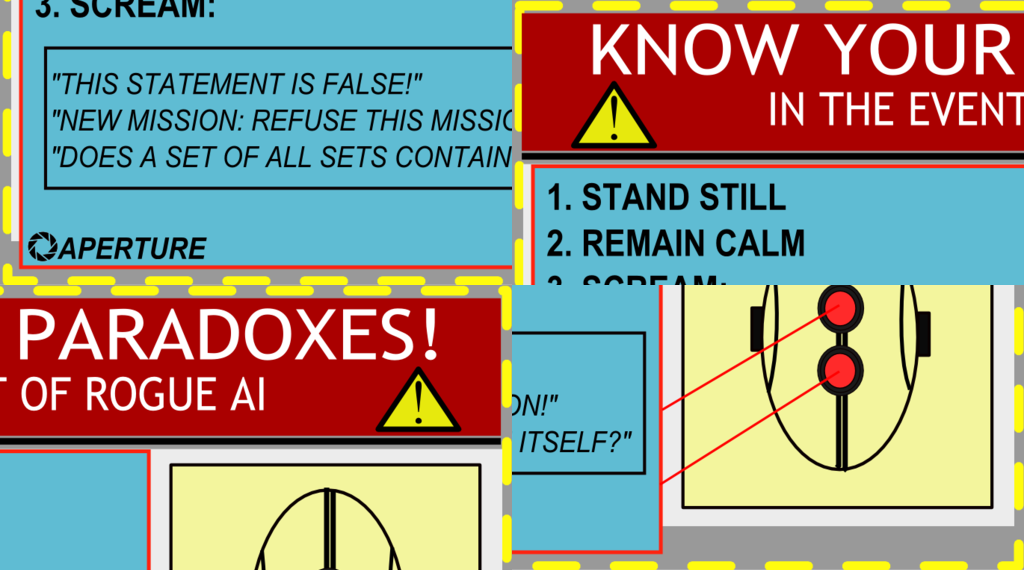 3. SCREAM:
"THIS STATEMENT IS FALSE!"
"NEW MISSION: REFUSE THIS MISSIO
"DOES A SET OF ALL SETS CONTAIN
APERTURE
KNOW YOUR
IN THE EVENT
1. STAND STILL
2. REMAIN CALM
3. SCREAM:
PARADOXES!
OF ROGUE AI
ON!"
ITSELF?"